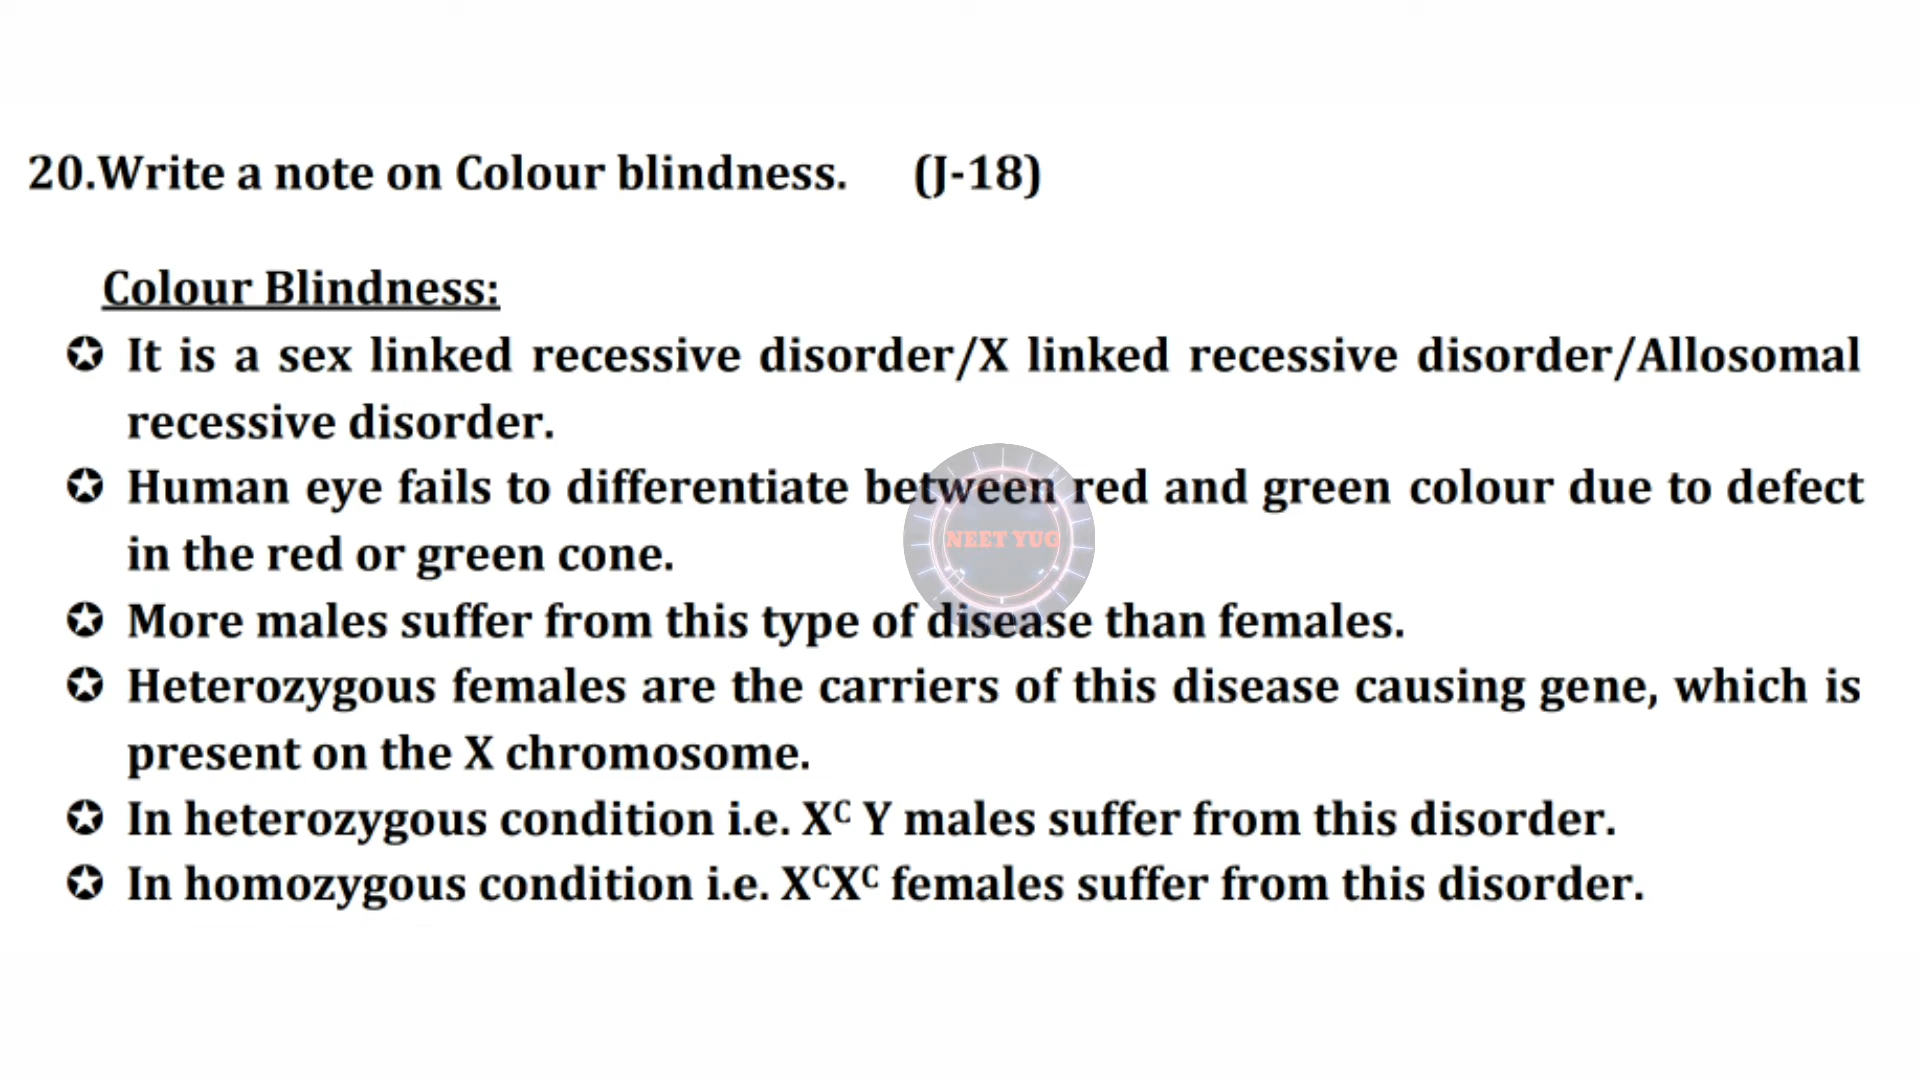 20.Write a note on Colour blindness. (J-18)
Colour Blindness:
✪ It is a sex linked recessive disorder/X linked recessive disorder/Allosomal
recessive disorder.
✪ Human eye fails to differentiate between red and green colour due to defect
in the red or green cone.
NEET YUG
✪ More males suffer from this type of disease than females.
✪ Heterozygous females are the carriers of this disease causing gene, which is
present on the X chromosome.
✪ In heterozygous condition i.e. Xᶜ Y males suffer from this disorder.
✪ In homozygous condition i.e. XᶜXᶜ females suffer from this disorder.